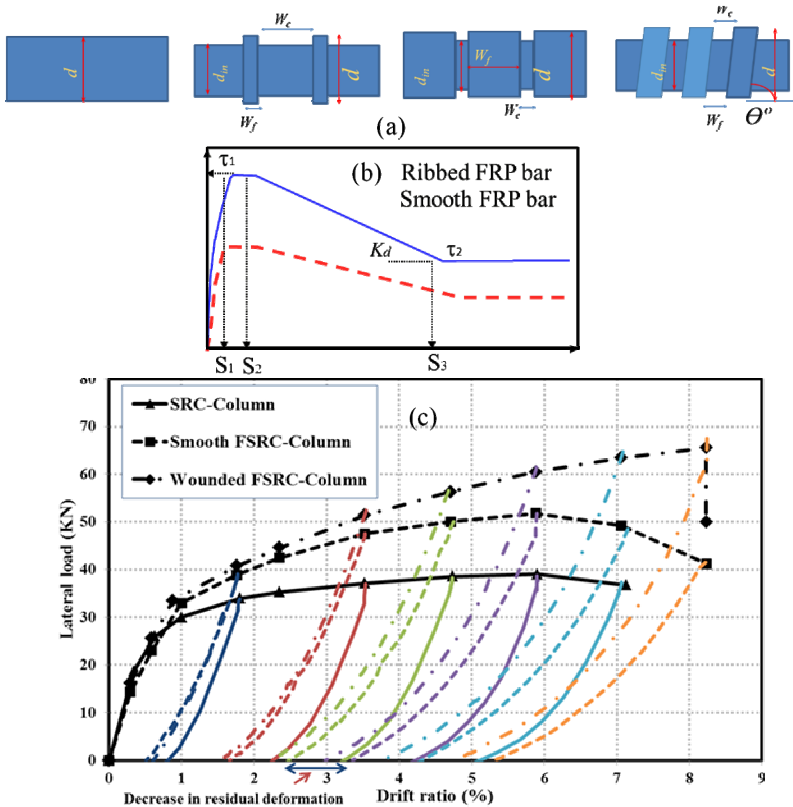 d
d_in
W_c
W_f
d
d_in
W_f
W_c
d
d_in
W_c
W_f
d
Θ°
(a)
(b)
Ribbed FRP bar
Smooth FRP bar
τ1
Kd
τ2
S1 S2 S3
(c)
SRC-Column
Smooth FSRC-Column
Wounded FSRC-Column
Lateral load (KN)
80
70
60
50
40
30
20
10
0
0 1 2 3 4 5 6 7 8 9
Decrease in residual deformation
Drift ratio (%)